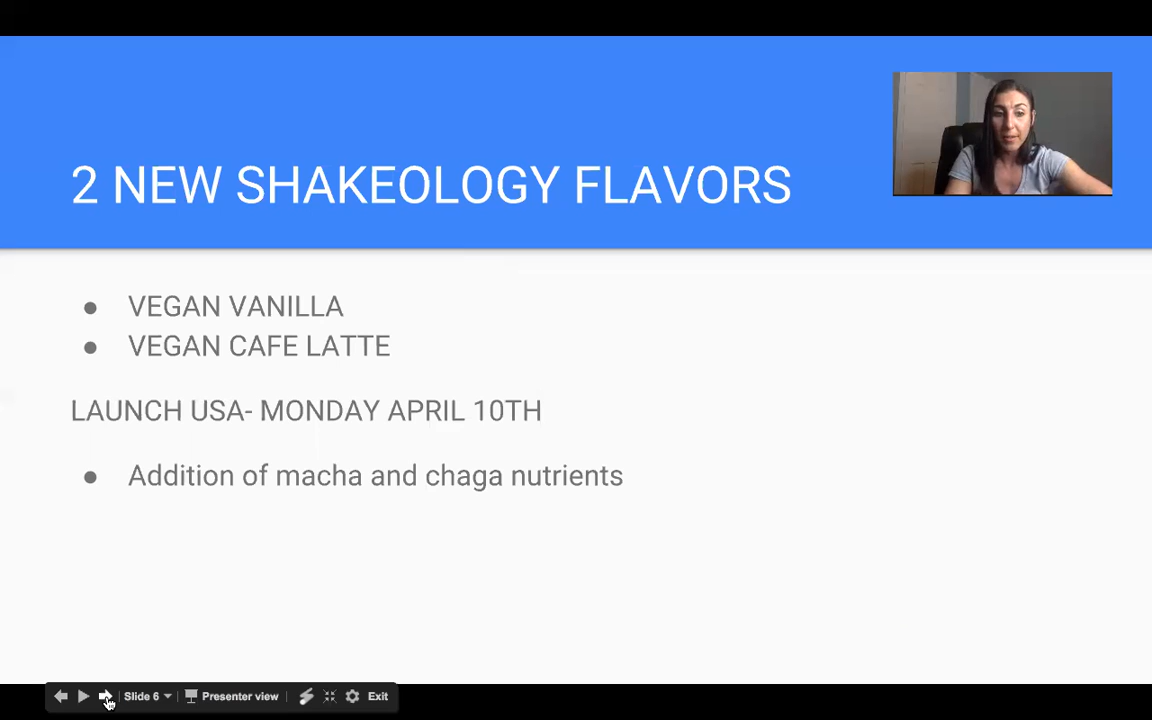 2 NEW SHAKEOLOGY FLAVORS
● VEGAN VANILLA
● VEGAN CAFE LATTE
LAUNCH USA- MONDAY APRIL 10TH
● Addition of macha and chaga nutrients
Slide 6 Presenter view Exit